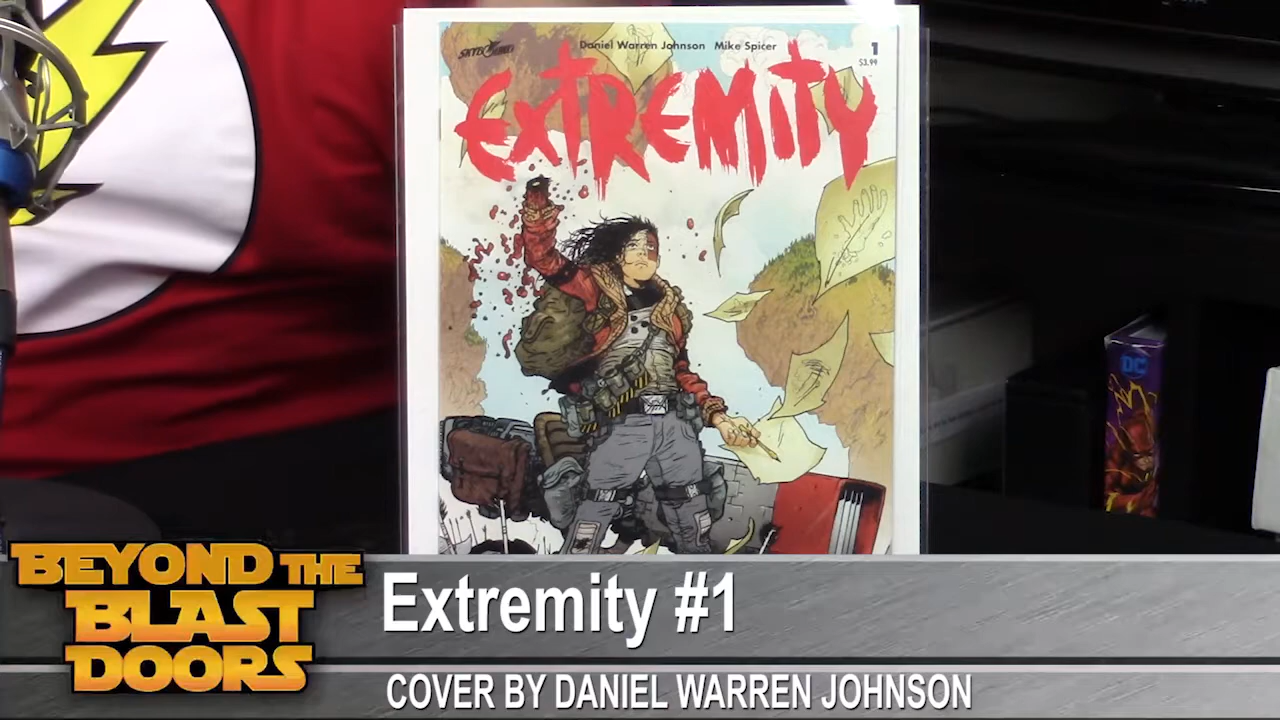 SKYBOUND
Daniel Warren Johnson Mike Spicer
1
$3.99
EXTREMITY
DC
BEYOND THE
BLAST
DOORS
Extremity #1
COVER BY DANIEL WARREN JOHNSON